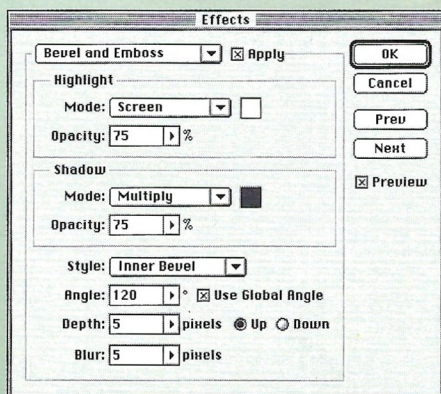 Effects
Bevel and Emboss Apply OK
Highlight Cancel
Mode: Screen
Opacity: 75 % Prev
Next
Shadow
Preview
Mode: Multiply
Opacity: 75 %
Style: Inner Bevel
Angle: 120 ° Use Global Angle
Depth: 5 pixels Up Down
Blur: 5 pixels